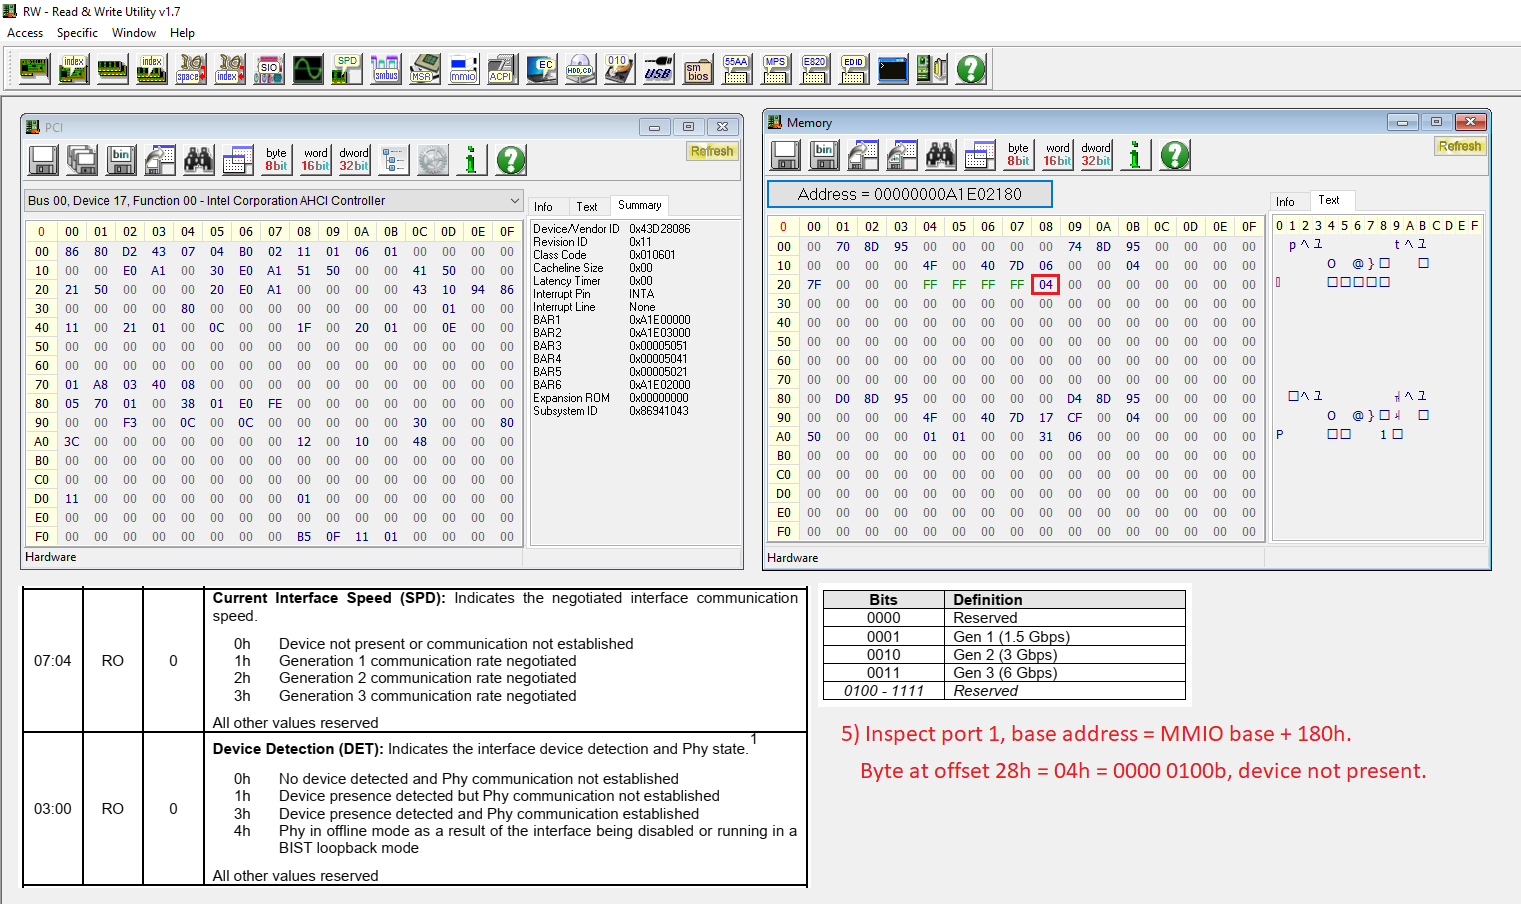 RW - Read & Write Utility v1.7
Access Specific Window Help
index index space index SIO SPD smbus MSR mmio ACPI EC HDD,CD 010 USB sm bios 55AA MPS E820 EDID
PCI
bin byte 8bit word 16bit dword 32bit Refresh
Bus 00, Device 17, Function 00 - Intel Corporation AHCI Controller
Info Text Summary
0 00 01 02 03 04 05 06 07 08 09 0A 0B 0C 0D 0E 0F
00 86 80 D2 43 07 04 B0 02 11 01 06 01 00 00 00 00
10 00 00 E0 A1 00 30 E0 A1 51 50 00 00 41 50 00 00
20 21 50 00 00 00 20 E0 A1 00 00 00 00 43 10 94 86
30 00 00 00 00 80 00 00 00 00 00 00 00 00 01 00 00
40 11 00 21 01 00 0C 00 00 1F 00 20 01 00 0E 00 00
50 00 00 00 00 00 00 00 00 00 00 00 00 00 00 00 00
60 00 00 00 00 00 00 00 00 00 00 00 00 00 00 00 00
70 01 A8 03 40 08 00 00 00 00 00 00 00 00 00 00 00
80 05 70 01 00 38 01 E0 FE 00 00 00 00 00 00 00 00
90 00 00 F3 00 0C 00 0C 00 00 00 00 00 30 00 00 80
A0 3C 00 00 00 00 00 00 00 12 00 10 00 48 00 00 00
B0 00 00 00 00 00 00 00 00 00 00 00 00 00 00 00 00
C0 00 00 00 00 00 00 00 00 00 00 00 00 00 00 00 00
D0 11 00 00 00 00 00 00 00 01 00 00 00 00 00 00 00
E0 00 00 00 00 00 00 00 00 00 00 00 00 00 00 00 00
F0 00 00 00 00 00 00 00 00 B5 0F 11 01 00 00 00 00
Device/Vendor ID 0x43D28086
Revision ID 0x11
Class Code 0x010601
Cacheline Size 0x00
Latency Timer 0x00
Interrupt Pin INTA
Interrupt Line None
BAR1 0xA1E00000
BAR2 0xA1E03000
BAR3 0x00005051
BAR4 0x00005041
BAR5 0x00005021
BAR6 0xA1E02000
Expansion ROM 0x00000000
Subsystem ID 0x86941043
Hardware
Memory
bin byte 8bit word 16bit dword 32bit Refresh
Address = 00000000A1E02180
Info Text
0 00 01 02 03 04 05 06 07 08 09 0A 0B 0C 0D 0E 0F
00 00 70 8D 95 00 00 00 00 00 74 8D 95 00 00 00 00
10 00 00 00 00 4F 00 40 7D 06 00 00 04 00 00 00 00
20 7F 00 00 00 FF FF FF FF 04 00 00 00 00 00 00 00
30 00 00 00 00 00 00 00 00 00 00 00 00 00 00 00 00
40 00 00 00 00 00 00 00 00 00 00 00 00 00 00 00 00
50 00 00 00 00 00 00 00 00 00 00 00 00 00 00 00 00
60 00 00 00 00 00 00 00 00 00 00 00 00 00 00 00 00
70 00 00 00 00 00 00 00 00 00 00 00 00 00 00 00 00
80 00 D0 8D 95 00 00 00 00 00 D4 8D 95 00 00 00 00
90 00 00 00 00 4F 00 40 7D 17 CF 00 04 00 00 00 00
A0 50 00 00 00 01 01 00 00 31 06 00 00 00 00 00 00
B0 00 00 00 00 00 00 00 00 00 00 00 00 00 00 00 00
C0 00 00 00 00 00 00 00 00 00 00 00 00 00 00 00 00
D0 00 00 00 00 00 00 00 00 00 00 00 00 00 00 00 00
E0 00 00 00 00 00 00 00 00 00 00 00 00 00 00 00 00
F0 00 00 00 00 00 00 00 00 00 00 00 00 00 00 00 00
0 1 2 3 4 5 6 7 8 9 A B C D E F
p t
O @ }
O @ }
P 1
Hardware
07:04 RO 0 Current Interface Speed (SPD): Indicates the negotiated interface communication
speed.
0h Device not present or communication not established
1h Generation 1 communication rate negotiated
2h Generation 2 communication rate negotiated
3h Generation 3 communication rate negotiated
All other values reserved
03:00 RO 0 Device Detection (DET): Indicates the interface device detection and Phy state.1
0h No device detected and Phy communication not established
1h Device presence detected but Phy communication not established
3h Device presence detected and Phy communication established
4h Phy in offline mode as a result of the interface being disabled or running in a
BIST loopback mode
All other values reserved
Bits Definition
0000 Reserved
0001 Gen 1 (1.5 Gbps)
0010 Gen 2 (3 Gbps)
0011 Gen 3 (6 Gbps)
0100 - 1111 Reserved
5) Inspect port 1, base address = MMIO base + 180h.
Byte at offset 28h = 04h = 0000 0100b, device not present.